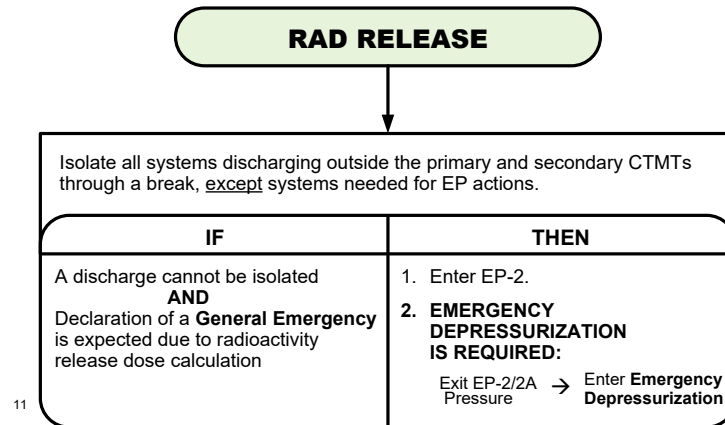 RAD RELEASE
Isolate all systems discharging outside the primary and secondary CTMTs
through a break, except systems needed for EP actions.
IF
A discharge cannot be isolated
AND
Declaration of a General Emergency
is expected due to radioactivity
release dose calculation
THEN
1. Enter EP-2.
2. EMERGENCY
DEPRESSURIZATION
IS REQUIRED:
Exit EP-2/2A → Enter Emergency
Pressure Depressurization
11